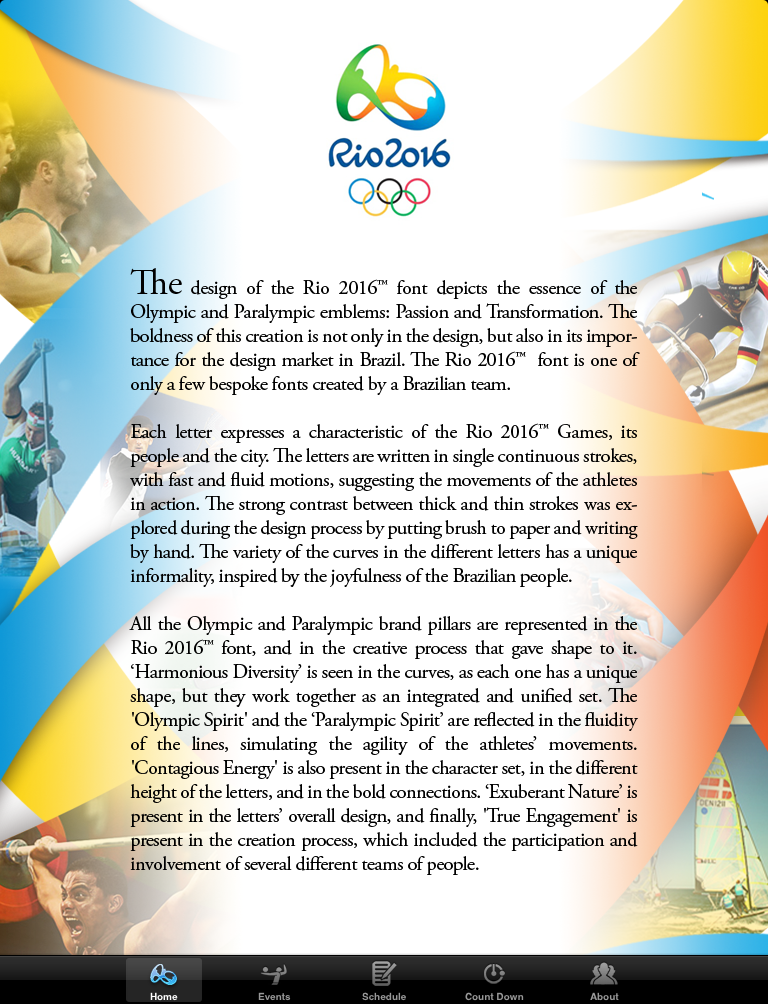 Rio2016
The design of the Rio 2016™ font depicts the essence of the
Olympic and Paralympic emblems: Passion and Transformation. The
boldness of this creation is not only in the design, but also in its impor-
tance for the design market in Brazil. The Rio 2016™ font is one of
only a few bespoke fonts created by a Brazilian team.
Each letter expresses a characteristic of the Rio 2016™ Games, its
people and the city. The letters are written in single continuous strokes,
with fast and fluid motions, suggesting the movements of the athletes
in action. The strong contrast between thick and thin strokes was ex-
plored during the design process by putting brush to paper and writing
by hand. The variety of the curves in the different letters has a unique
informality, inspired by the joyfulness of the Brazilian people.
All the Olympic and Paralympic brand pillars are represented in the
Rio 2016™ font, and in the creative process that gave shape to it.
‘Harmonious Diversity’ is seen in the curves, as each one has a unique
shape, but they work together as an integrated and unified set. The
'Olympic Spirit' and the ‘Paralympic Spirit’ are reflected in the fluidity
of the lines, simulating the agility of the athletes’ movements.
'Contagious Energy' is also present in the character set, in the different
height of the letters, and in the bold connections. ‘Exuberant Nature’ is
present in the letters’ overall design, and finally, 'True Engagement' is
present in the creation process, which included the participation and
involvement of several different teams of people.
Home Events Schedule Count Down About